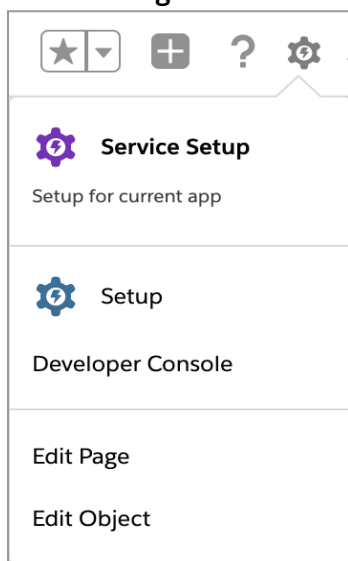 Service Setup
Setup for current app
Setup
Developer Console
Edit Page
Edit Object